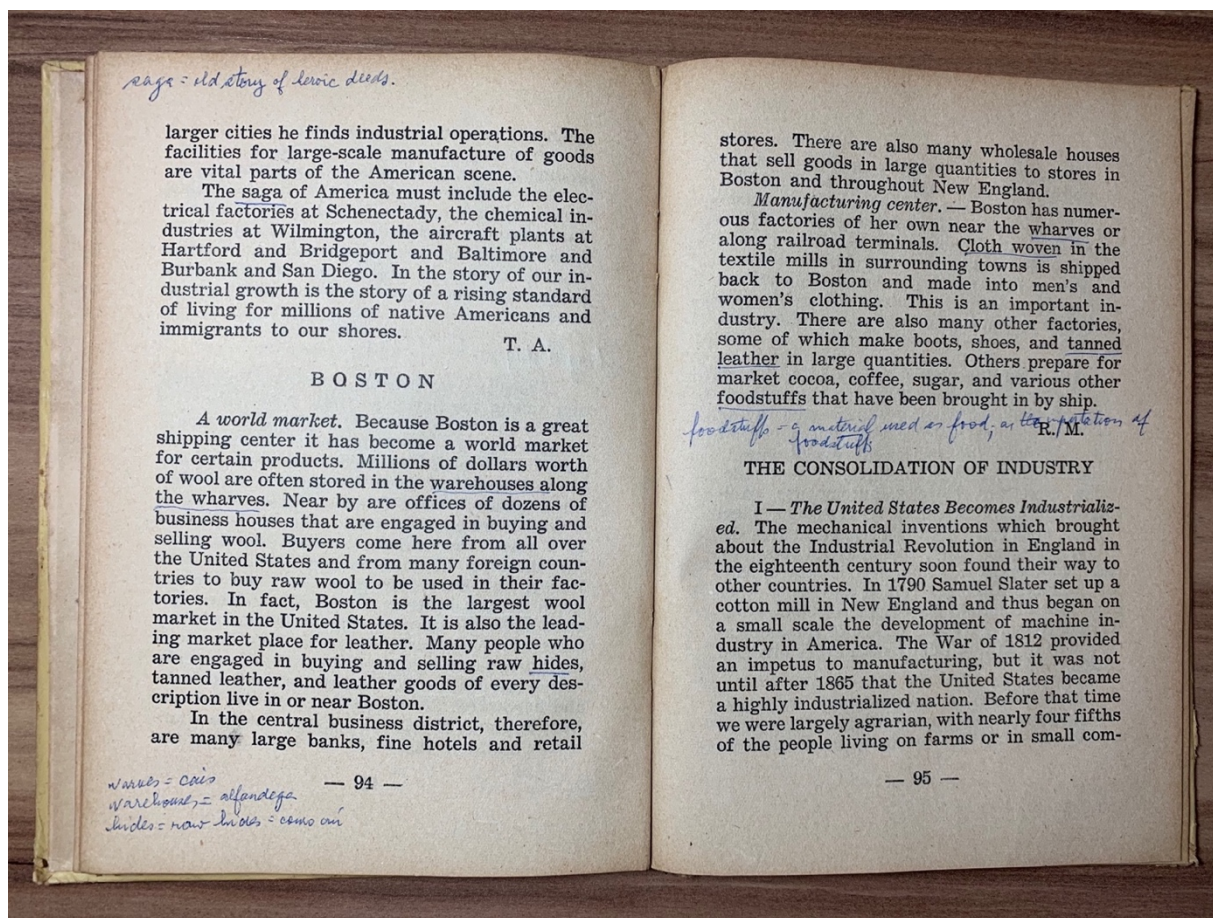 saga = old story of heroic deeds.
larger cities he finds industrial operations. The
facilities for large-scale manufacture of goods
are vital parts of the American scene.
The saga of America must include the elec-
trical factories at Schenectady, the chemical in-
dustries at Wilmington, the aircraft plants at
Hartford and Bridgeport and Baltimore and
Burbank and San Diego. In the story of our in-
dustrial growth is the story of a rising standard
of living for millions of native Americans and
immigrants to our shores.
T. A.
BOSTON
A world market. Because Boston is a great
shipping center it has become a world market
for certain products. Millions of dollars worth
of wool are often stored in the warehouses along
the wharves. Near by are offices of dozens of
business houses that are engaged in buying and
selling wool. Buyers come here from all over
the United States and from many foreign coun-
tries to buy raw wool to be used in their fac-
tories. In fact, Boston is the largest wool
market in the United States. It is also the lead-
ing market place for leather. Many people who
are engaged in buying and selling raw hides,
tanned leather, and leather goods of every des-
cription live in or near Boston.
In the central business district, therefore,
are many large banks, fine hotels and retail
— 94 —
warves = cais
warehouses = alfandega
hides = raw hides =
stores. There are also many wholesale houses
that sell goods in large quantities to stores in
Boston and throughout New England.
Manufacturing center. — Boston has numer-
ous factories of her own near the wharves or
along railroad terminals. Cloth woven in the
textile mills in surrounding towns is shipped
back to Boston and made into men's and
women's clothing. This is an important in-
dustry. There are also many other factories,
some of which make boots, shoes, and tanned
leather in large quantities. Others prepare for
market cocoa, coffee, sugar, and various other
foodstuffs that have been brought in by ship.
foodstuffs = a material used as food; as the of
foodstuffs
R. M.
THE CONSOLIDATION OF INDUSTRY
I — The United States Becomes Industrializ-
ed. The mechanical inventions which brought
about the Industrial Revolution in England in
the eighteenth century soon found their way to
other countries. In 1790 Samuel Slater set up a
cotton mill in New England and thus began on
a small scale the development of machine in-
dustry in America. The War of 1812 provided
an impetus to manufacturing, but it was not
until after 1865 that the United States became
a highly industrialized nation. Before that time
we were largely agrarian, with nearly four fifths
of the people living on farms or in small com-
— 95 —